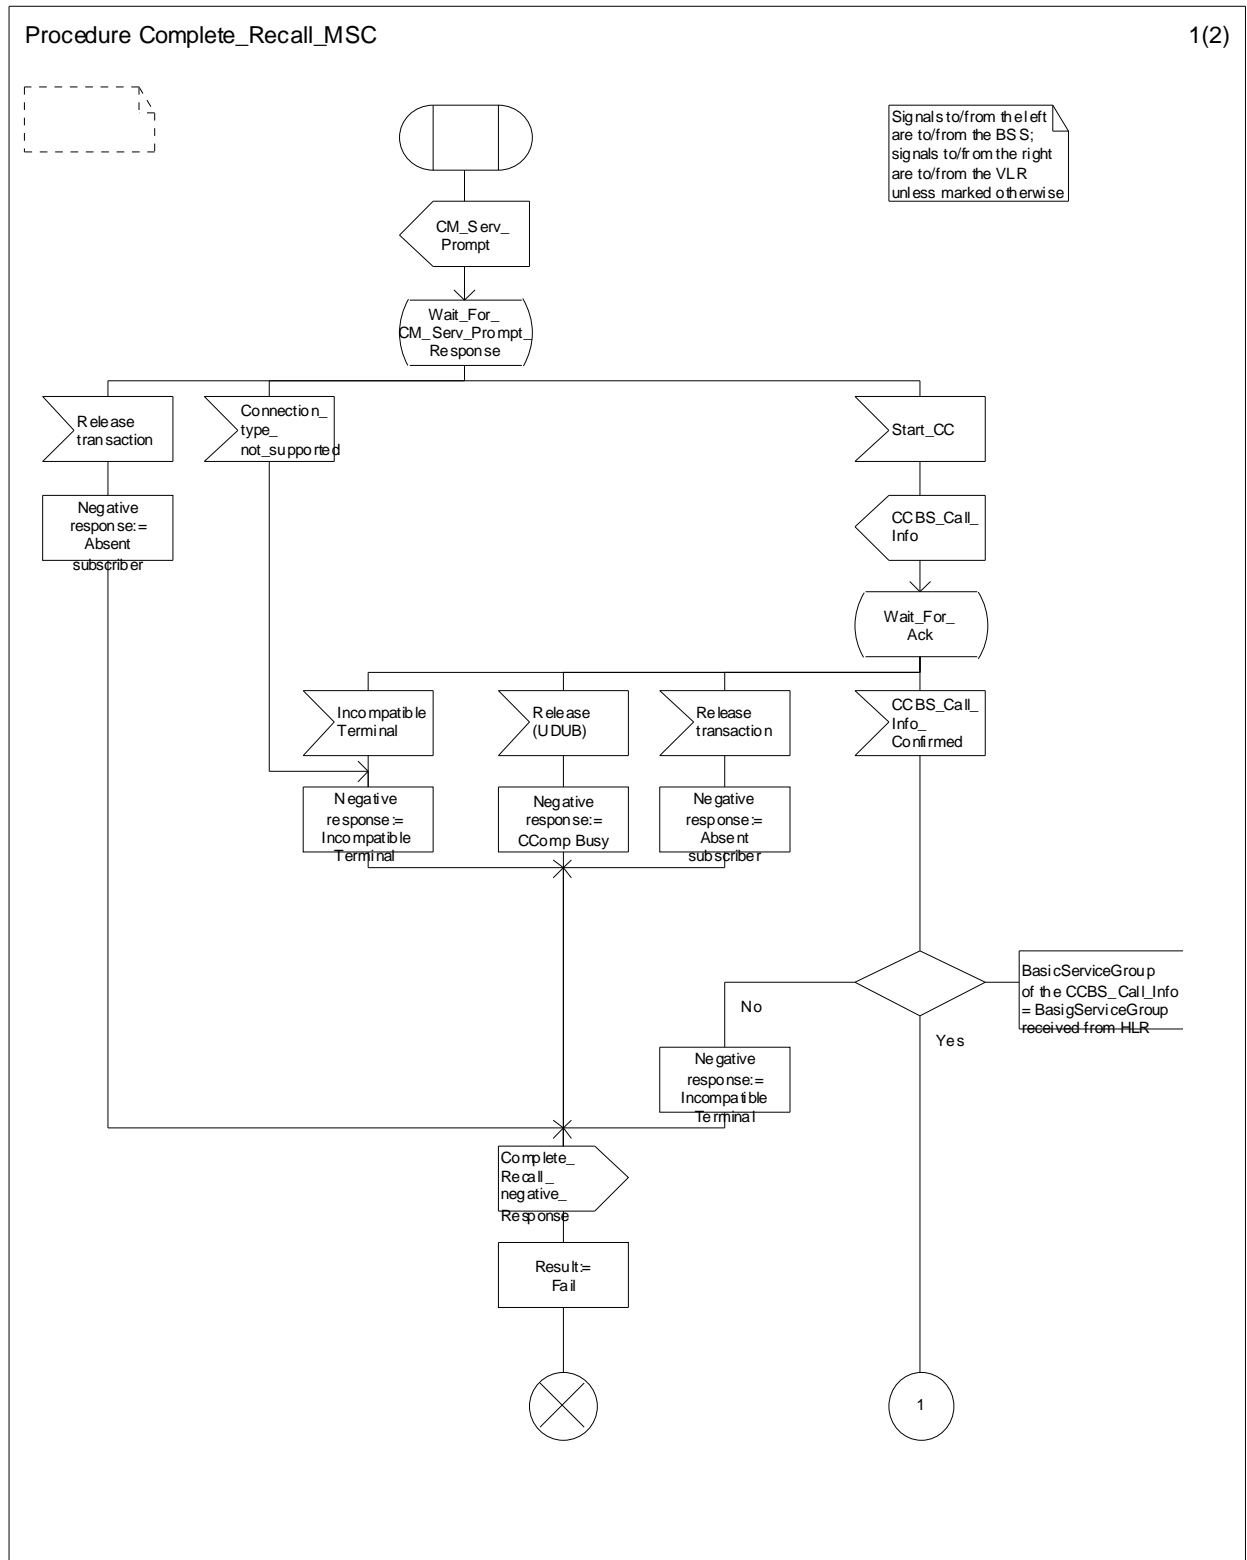 Procedure Complete_Recall_MSC
1(2)
Signals to/from the left
are to/from the BSS;
signals to/from the right
are to/from the VLR
unless marked otherwise
CM_Serv_
Prompt
Wait_For_
CM_Serv_Prompt_
Response
Release
transaction
Connection_
type_
not_supported
Start_CC
Negative
response:=
Absent
subscriber
CCBS_Call_
Info
Wait_For_
Ack
Incompatible
Terminal
Release
(UDUB)
Release
transaction
CCBS_Call_
Info_
Confirmed
Negative
response:=
Incompatible
Terminal
Negative
response:=
CComp Busy
Negative
response:=
Absent
subscriber
BasicServiceGroup
of the CCBS_Call_Info
= BasigServiceGroup
received from HLR
No
Yes
Negative
response:=
Incompatible
Terminal
Complete_
Recall_
negative_
Response
Result:=
Fail
1